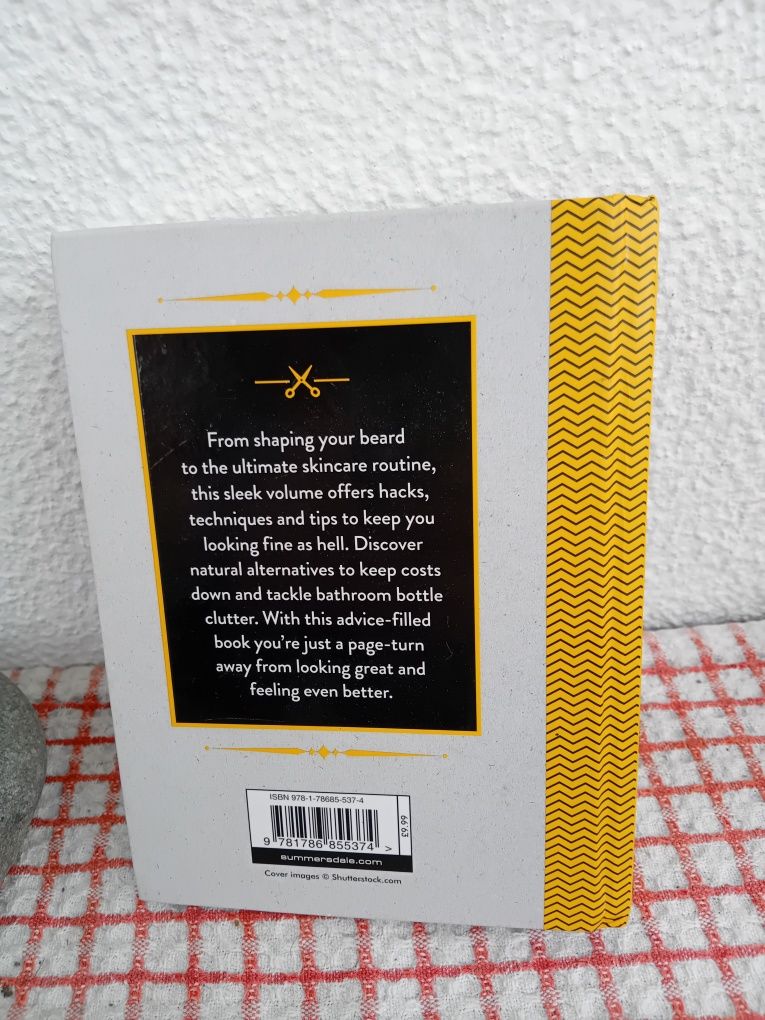 From shaping your beard
to the ultimate skincare routine,
this sleek volume offers hacks,
techniques and tips to keep you
looking fine as hell. Discover
natural alternatives to keep costs
down and tackle bathroom bottle
clutter. With this advice-filled
book you're just a page-turn
away from looking great and
feeling even better.
ISBN 978-1-78685-537-4
£9.99
9 781786 855374 >
summersdale.com
Cover images © Shutterstock.com